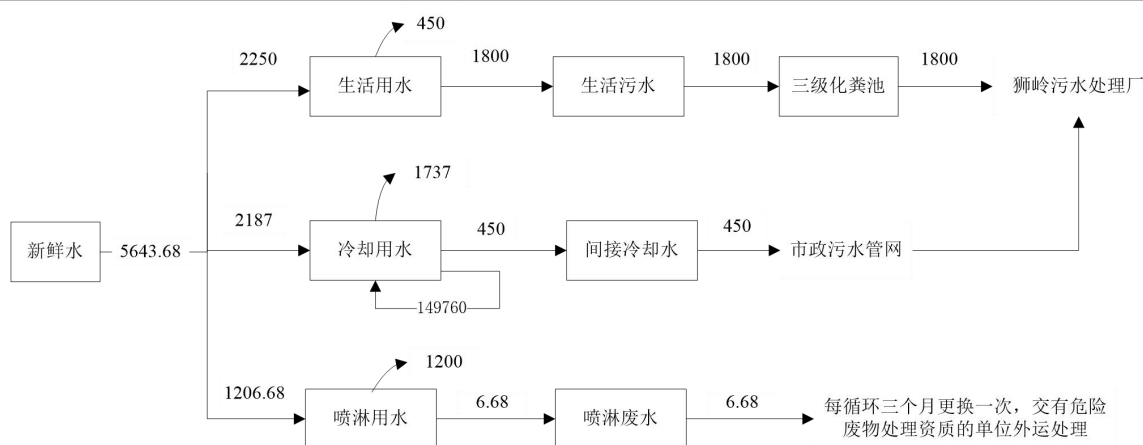 450
2250
生活用水
1800
生活污水
1800
三级化粪池
1800
狮岭污水处理厂
1737
2187
新鲜水
5643.68
冷却用水
450
间接冷却水
450
市政污水管网
149760
1200
1206.68
喷淋用水
6.68
喷淋废水
6.68
每循环三个月更换一次，交有危险
废物处理资质的单位外运处理